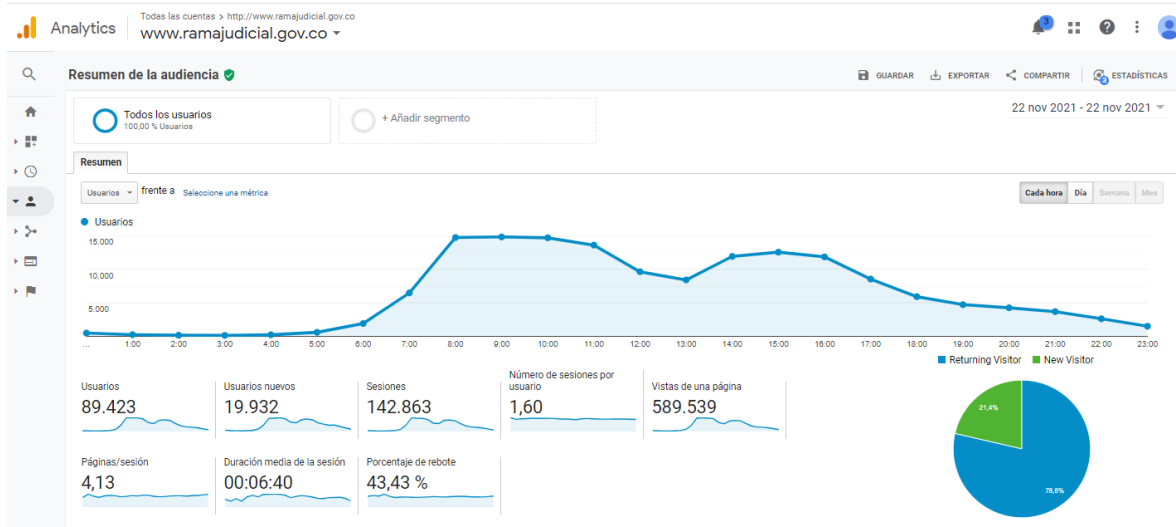 Analytics
Todas las cuentas > http://www.ramajudicial.gov.co
www.ramajudicial.gov.co
3
Resumen de la audiencia
GUARDAR
EXPORTAR
COMPARTIR
3
ESTADÍSTICAS
Todos los usuarios
100,00 % Usuarios
+ Añadir segmento
22 nov 2021 - 22 nov 2021
Resumen
Usuarios frente a Seleccione una métrica
Cada hora Día Semana Mes
Usuarios
15.000
10.000
5.000
... 1:00 2:00 3:00 4:00 5:00 6:00 7:00 8:00 9:00 10:00 11:00 12:00 13:00 14:00 15:00 16:00 17:00 18:00 19:00 20:00 21:00 22:00 23:00
Returning Visitor New Visitor
Usuarios
89.423
Usuarios nuevos
19.932
Sesiones
142.863
Número de sesiones por
usuario
1,60
Vistas de una página
589.539
Páginas/sesión
4,13
Duración media de la sesión
00:06:40
Porcentaje de rebote
43,43 %
21,4%
78,6%